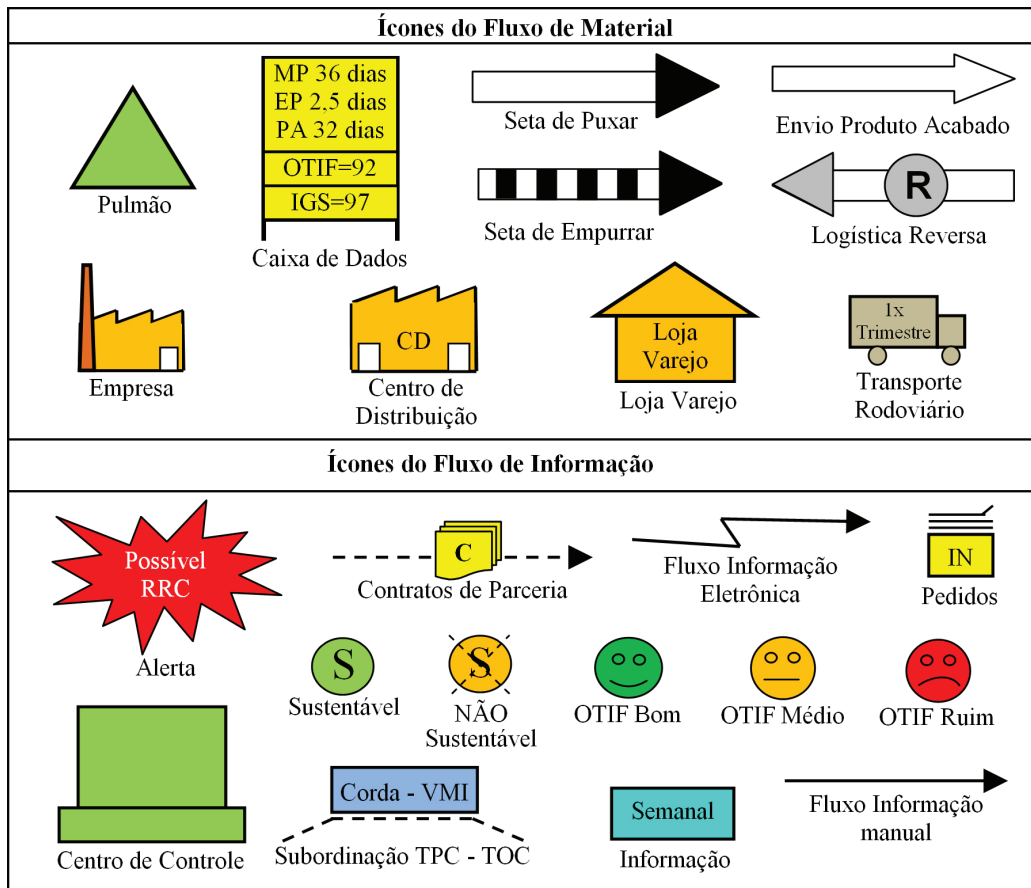 Ícones do Fluxo de Material
MP 36 dias
EP 2,5 dias
PA 32 dias
OTIF=92
IGS=97
Caixa de Dados
Pulmão
Seta de Puxar
Envio Produto Acabado
Seta de Empurrar
R
Logística Reversa
Empresa
CD
Centro de
Distribuição
Loja
Varejo
Loja Varejo
1x
Trimestre
Transporte
Rodoviário
Ícones do Fluxo de Informação
Possível
RRC
Alerta
C
Contratos de Parceria
Fluxo Informação
Eletrônica
IN
Pedidos
S
Sustentável
S
NÃO
Sustentável
OTIF Bom
OTIF Médio
OTIF Ruim
Centro de Controle
Corda - VMI
Subordinação TPC - TOC
Semanal
Informação
Fluxo Informação
manual